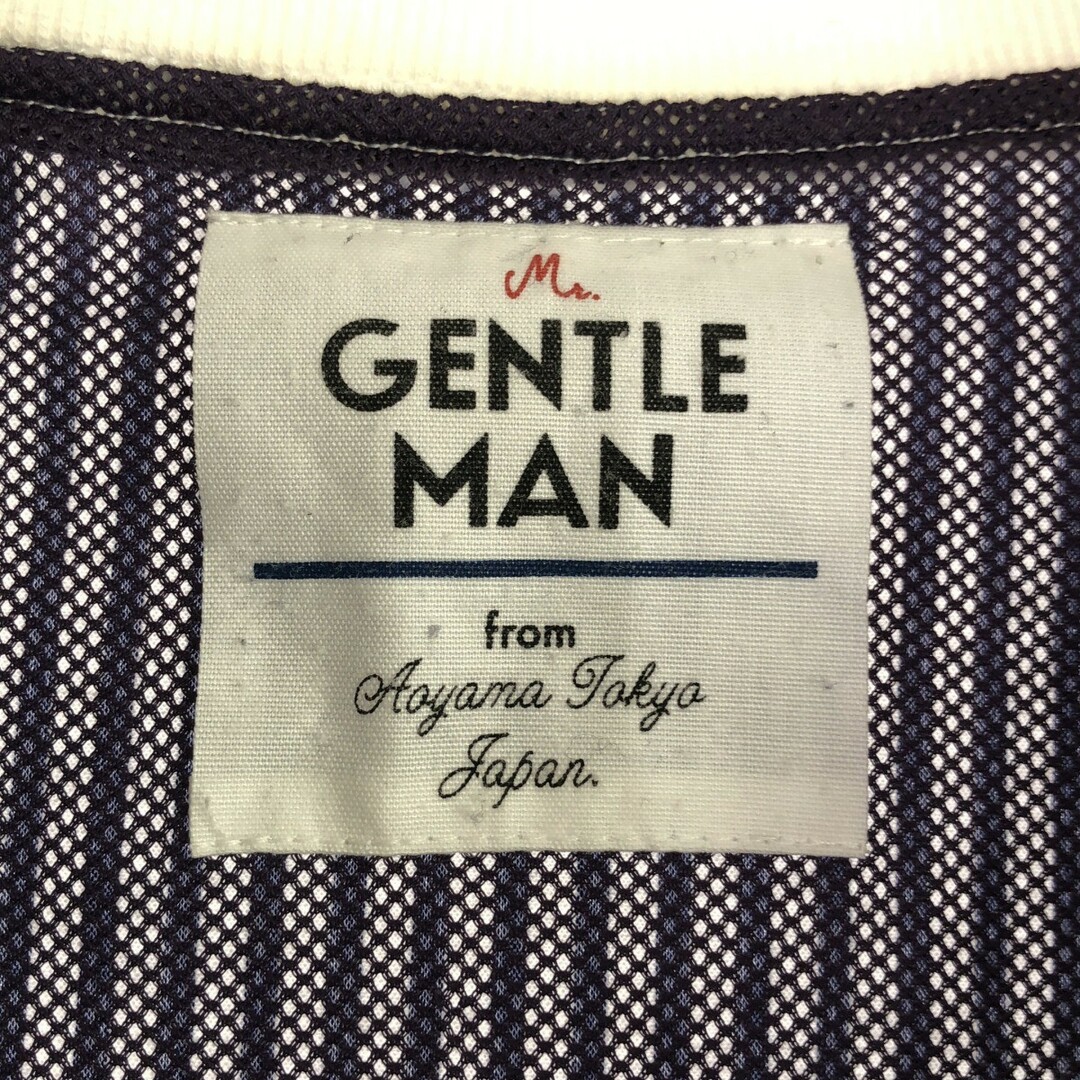 Mr.
GENTLE
MAN
from
Aoyama Tokyo
Japan.